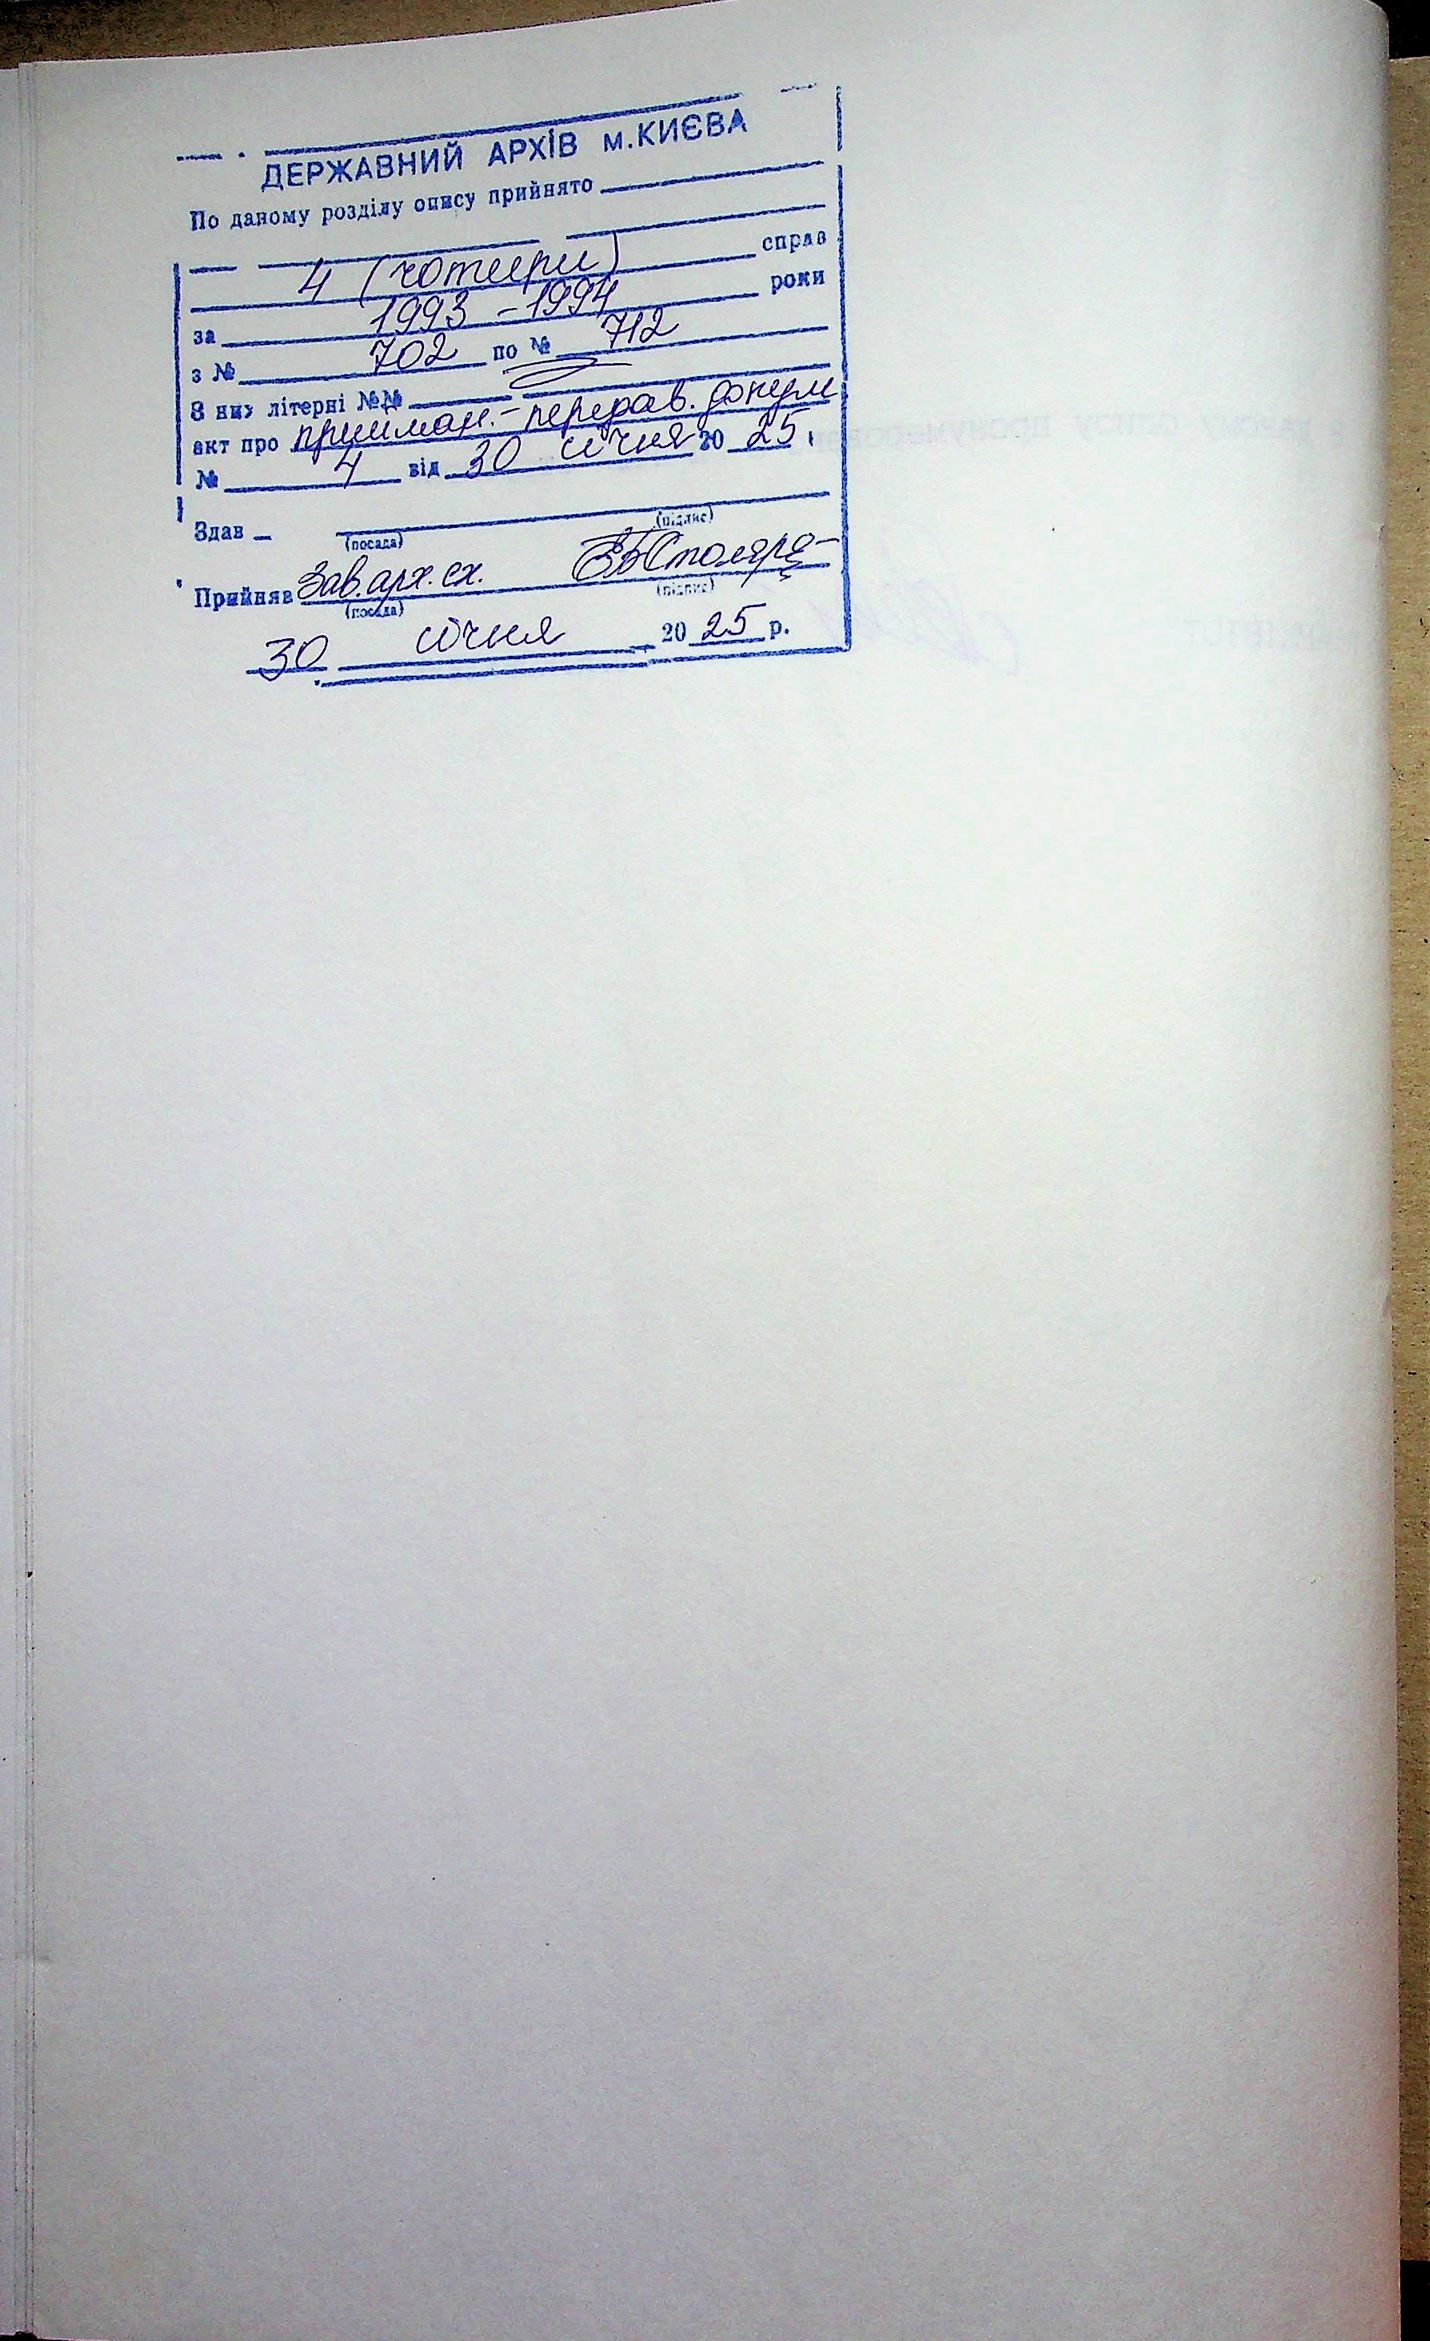 ДЕРЖАВНИЙ АРХІВ м.КИЄВА
По даному розділу опису прийнято
4 (чотири) справ
за 1993 - 1994 роки
з № 702 по № 712
З них літерні №№
акт про прийман.-передав. докум
№ 4 від 30 січня 20 25
Здав
(посада) (підпис)
Прийняв Зав. арх. сх.
(посада) (підпис)
30 січня 20 25 р.